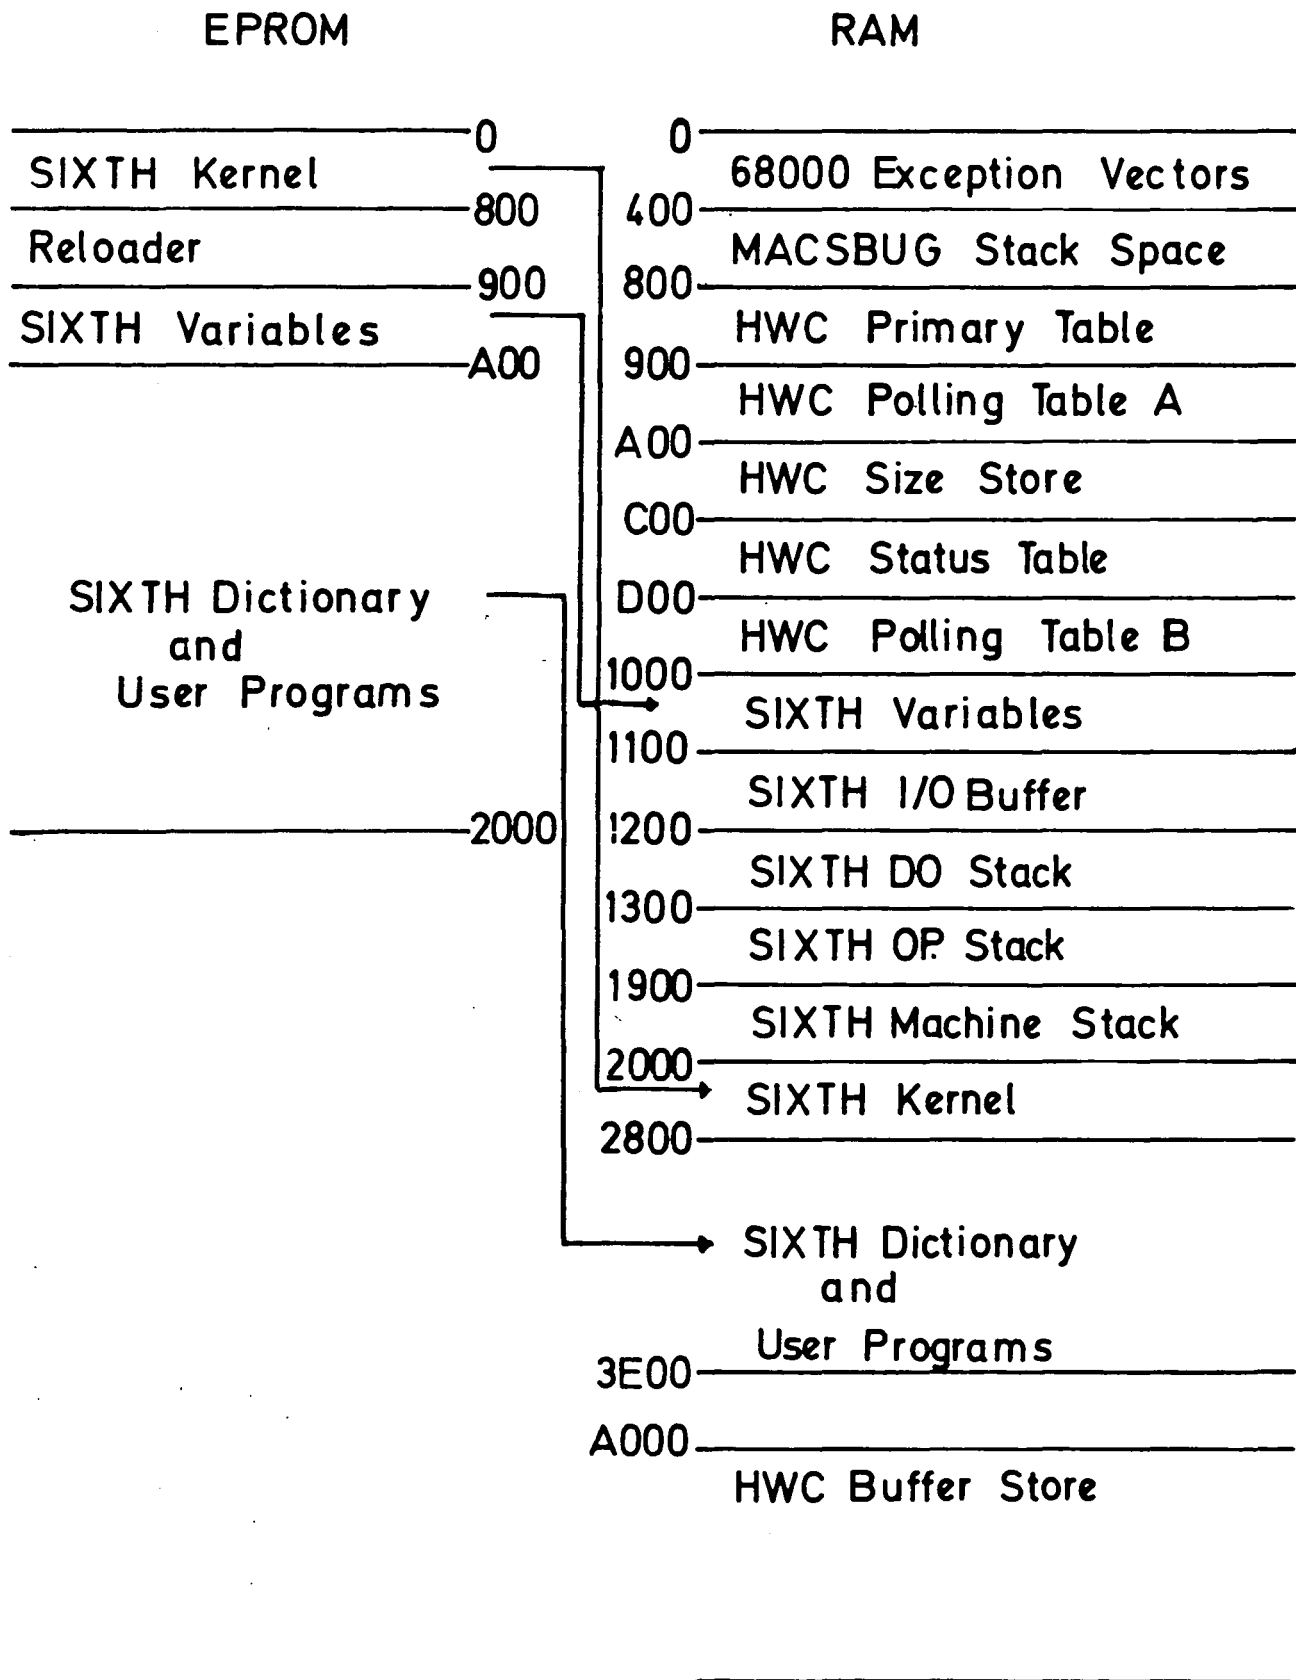 EPROM
RAM
0
SIXTH Kernel
800
Reloader
900
SIXTH Variables
A00
SIXTH Dictionary
and
User Programs
2000
0
68000 Exception Vectors
400
MACSBUG Stack Space
800
HWC Primary Table
900
HWC Polling Table A
A00
HWC Size Store
C00
HWC Status Table
D00
HWC Polling Table B
1000
SIXTH Variables
1100
SIXTH I/O Buffer
1200
SIXTH DO Stack
1300
SIXTH OP. Stack
1900
SIXTH Machine Stack
2000
SIXTH Kernel
2800
SIXTH Dictionary
and
User Programs
3E00
A000
HWC Buffer Store